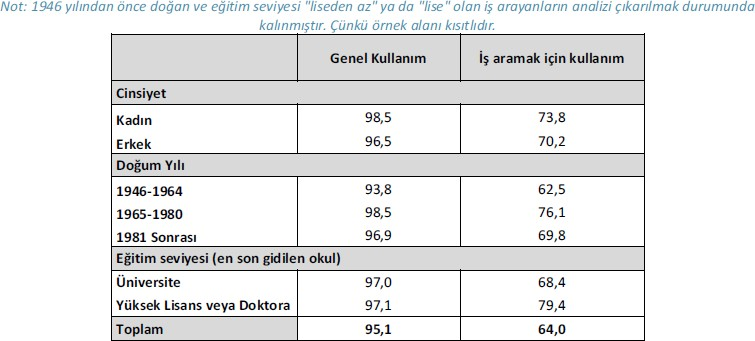 Not: 1946 yılından önce doğan ve eğitim seviyesi "liseden az" ya da "lise" olan iş arayanların analizi çıkarılmak durumunda
kalınmıştır. Çünkü örnek alanı kısıtlıdır.
Genel Kullanım İş aramak için kullanım
Cinsiyet
Kadın 98,5 73,8
Erkek 96,5 70,2
Doğum Yılı
1946-1964 93,8 62,5
1965-1980 98,5 76,1
1981 Sonrası 96,9 69,8
Eğitim seviyesi (en son gidilen okul)
Üniversite 97,0 68,4
Yüksek Lisans veya Doktora 97,1 79,4
Toplam 95,1 64,0